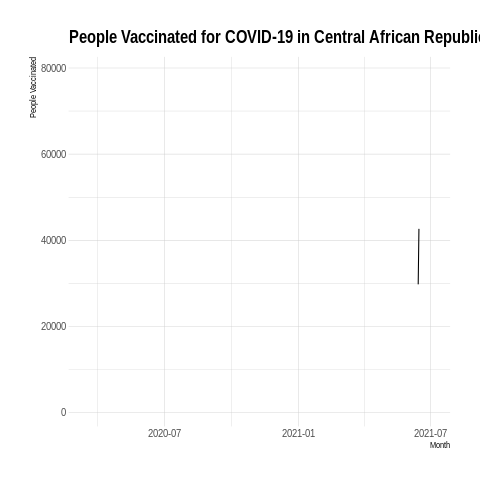 People Vaccinated for COVID-19 in Central African Republi
People Vaccinated
80000
60000
40000
20000
0
2020-07
2021-01
2021-07
Month